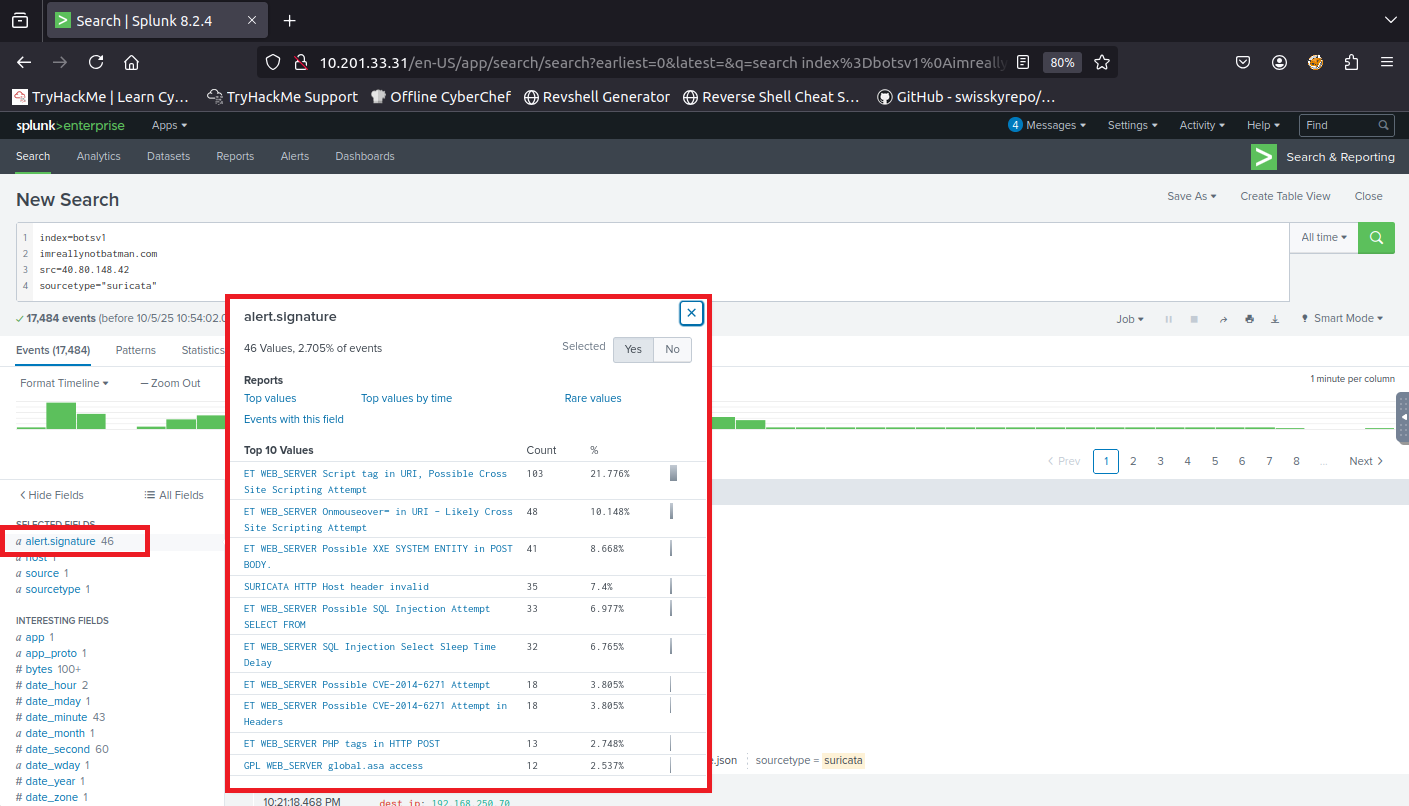 Search | Splunk 8.2.4
10.201.33.31/en-US/app/search/search?earliest=0&latest=&q=search index%3Dbotsv1%0Aimreally
80%
TryHackMe | Learn Cy…
TryHackMe Support
Offline CyberChef
Revshell Generator
Reverse Shell Cheat S…
GitHub - swisskyrepo/…
splunk>enterprise
Apps
4 Messages
Settings
Activity
Help
Find
Search
Analytics
Datasets
Reports
Alerts
Dashboards
Search & Reporting
New Search
Save As
Create Table View
Close
1 index=botsv1
2 imreallynotbatman.com
3 src=40.80.148.42
4 sourcetype="suricata"
All time
17,484 events (before 10/5/25 10:54:02.0
Job
Smart Mode
Events (17,484)
Patterns
Statistics
Format Timeline
— Zoom Out
1 minute per column
alert.signature
46 Values, 2.705% of events
Selected
Yes
No
Reports
Top values
Top values by time
Rare values
Events with this field
Top 10 Values Count %
ET WEB_SERVER Script tag in URI, Possible Cross 103 21.776%
Site Scripting Attempt
ET WEB_SERVER Onmouseover= in URI - Likely Cross 48 10.148%
Site Scripting Attempt
ET WEB_SERVER Possible XXE SYSTEM ENTITY in POST 41 8.668%
BODY.
SURICATA HTTP Host header invalid 35 7.4%
ET WEB_SERVER Possible SQL Injection Attempt 33 6.977%
SELECT FROM
ET WEB_SERVER SQL Injection Select Sleep Time 32 6.765%
Delay
ET WEB_SERVER Possible CVE-2014-6271 Attempt 18 3.805%
ET WEB_SERVER Possible CVE-2014-6271 Attempt in 18 3.805%
Headers
ET WEB_SERVER PHP tags in HTTP POST 13 2.748%
GPL WEB_SERVER global.asa access 12 2.537%
< Prev
1
2
3
4
5
6
7
8
...
Next >
< Hide Fields
All Fields
SELECTED FIELDS
a alert.signature 46
a host 1
a source 1
a sourcetype 1
INTERESTING FIELDS
a app 1
a app_proto 1
# bytes 100+
# date_hour 2
# date_mday 1
# date_minute 43
a date_month 1
# date_second 60
a date_wday 1
# date_year 1
# date_zone 1
e.json
sourcetype = suricata
10:21:18.468 PM
dest_ip: 192.168.250.70